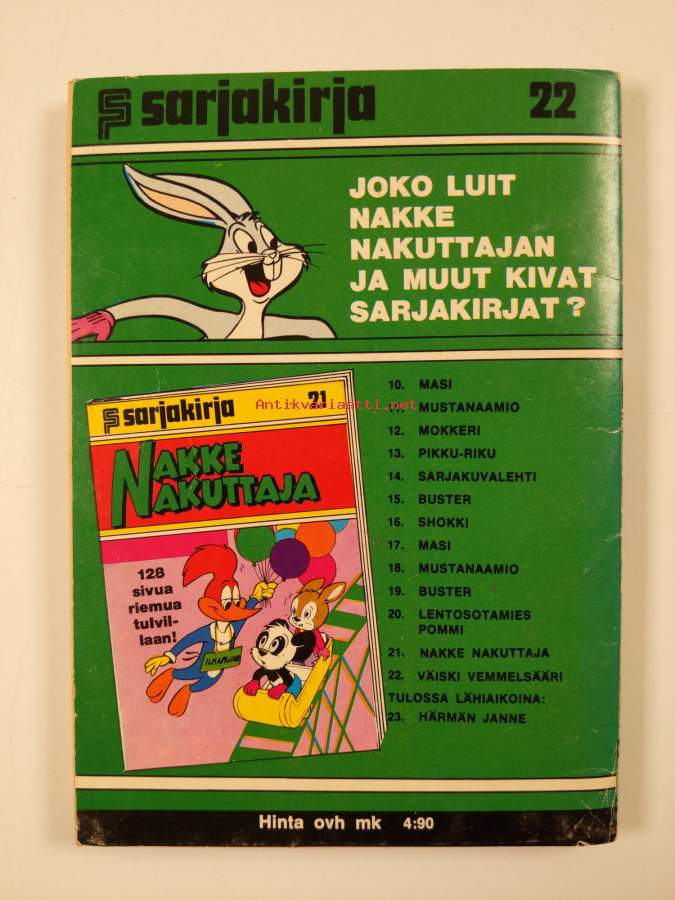 sarjakirja 22
JOKO LUIT
NAKKE
NAKUTTAJAN
JA MUUT KIVAT
SARJAKIRJAT?
sarjakirja 21
NAKKE
NAKUTTAJA
128
sivua
riemua
tulvil-
laan!
Antikvariaatti.net
10. MASI
MUSTANAAMIO
12. MOKKERI
13. PIKKU-RIKU
14. SARJAKUVALEHTI
15. BUSTER
16. SHOKKI
17. MASI
18. MUSTANAAMIO
19. BUSTER
20. LENTOSOTAMIES
POMMI
21. NAKKE NAKUTTAJA
22. VÄISKI VEMMELSÄÄRI
TULOSSA LÄHIAIKOINA:
23. HÄRMÄN JANNE
Hinta ovh mk 4:90